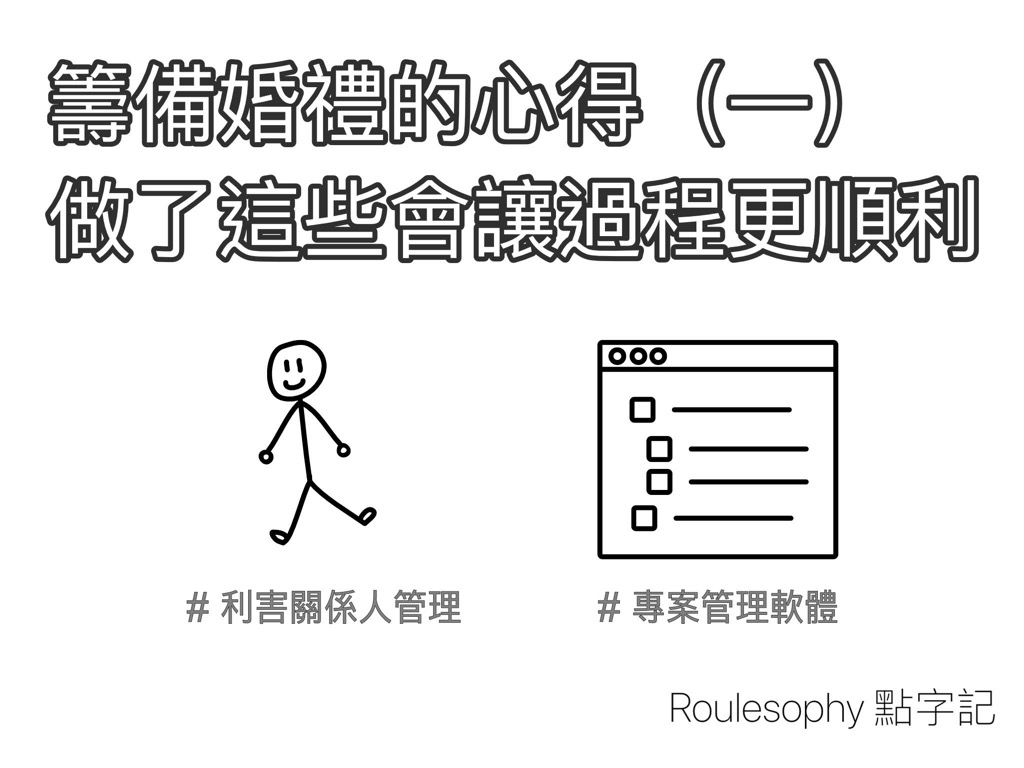 籌備婚禮的心得（一）
做了這些會讓過程更順利
# 利害關係人管理
# 專案管理軟體
Roulesophy 點字記